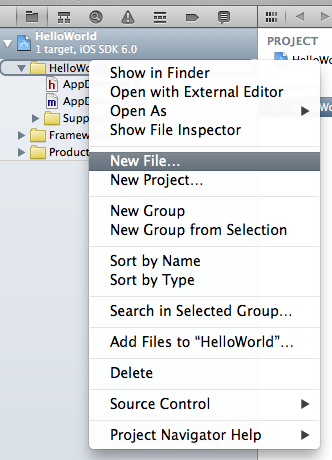 HelloWorld
1 target, iOS SDK 6.0
PROJECT
HelloWo
Show in Finder
h AppD
Open with External Editor
m AppD
Open As
Supp
Show File Inspector
Framew
Product
New File...
New Project...
New Group
New Group from Selection
Sort by Name
Sort by Type
Search in Selected Group...
Add Files to “HelloWorld”...
Delete
Source Control
Project Navigator Help